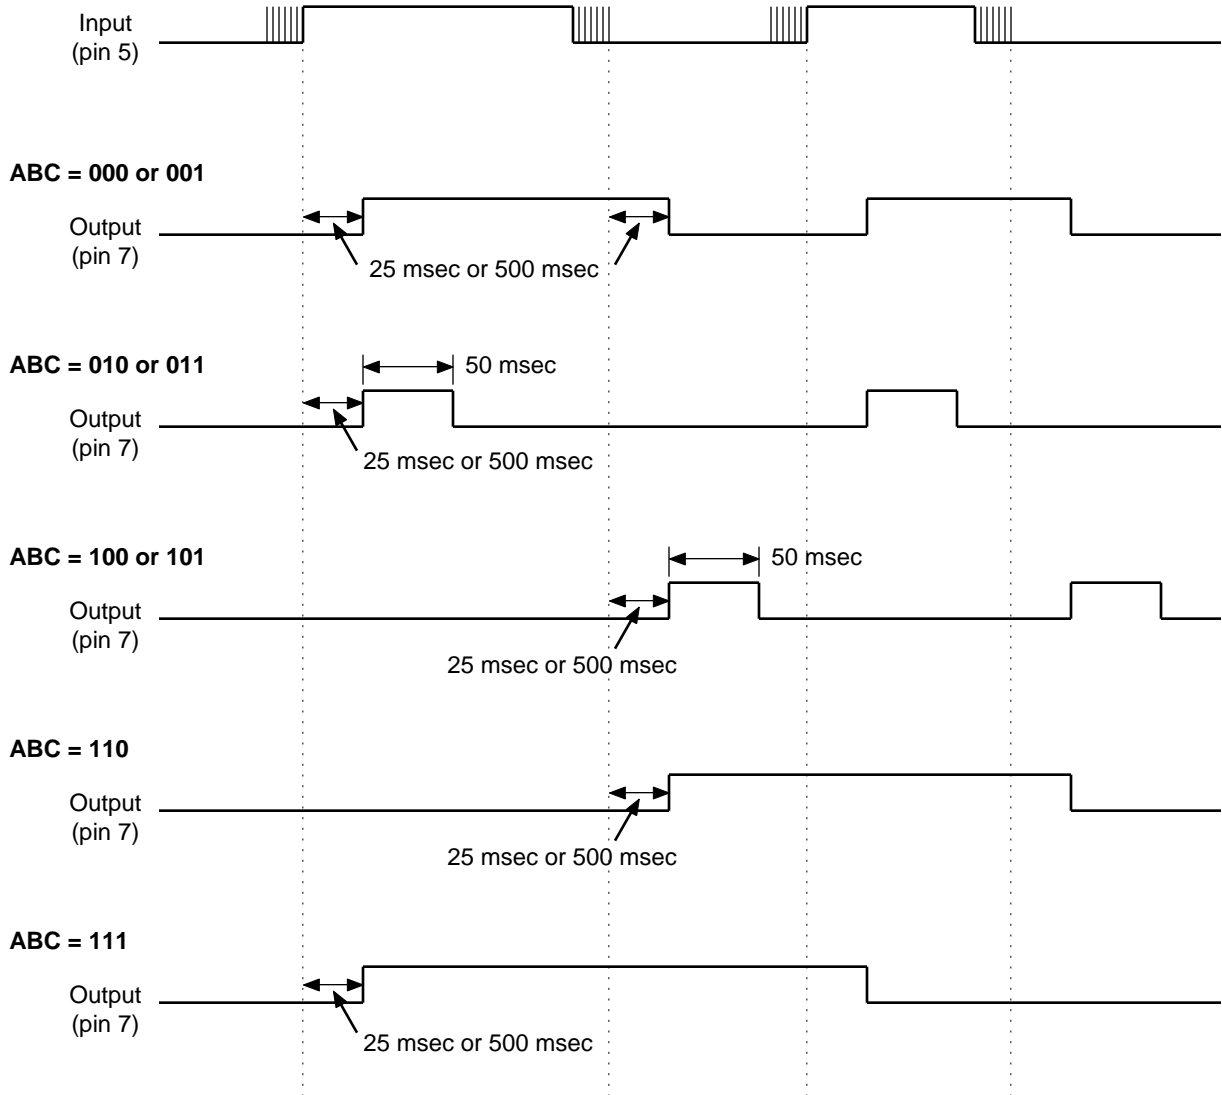 Input
(pin 5)
ABC = 000 or 001
Output
(pin 7)
25 msec or 500 msec
ABC = 010 or 011
50 msec
Output
(pin 7)
25 msec or 500 msec
ABC = 100 or 101
50 msec
Output
(pin 7)
25 msec or 500 msec
ABC = 110
Output
(pin 7)
25 msec or 500 msec
ABC = 111
Output
(pin 7)
25 msec or 500 msec